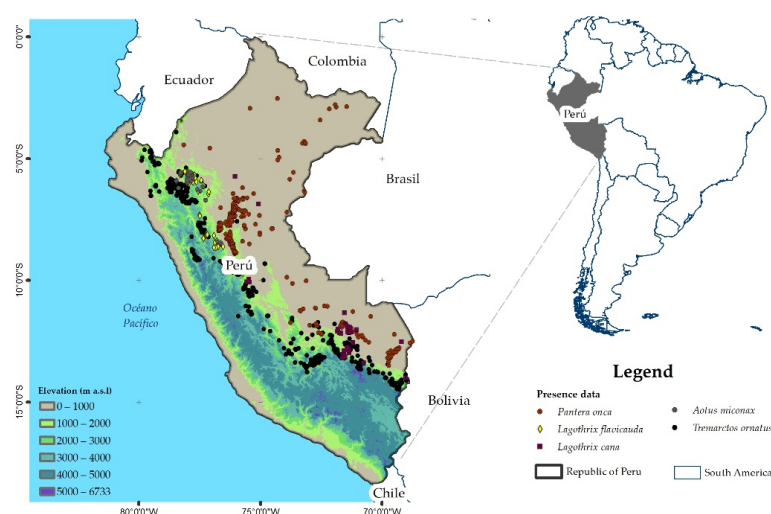 0°0'0"
5°0'0"S
10°0'0"S
15°0'0"S
80°0'0"W
75°0'0"W
70°0'0"W
Colombia
Ecuador
Brasil
Perú
Océano
Pacífico
Bolivia
Chile
Elevation (m a.s.l)
0 – 1000
1000 – 2000
2000 – 3000
3000 – 4000
4000 – 5000
5000 – 6733
Perú
Legend
Presence data
Pantera onca
Lagothrix flavicauda
Lagothrix cana
Aotus miconax
Tremarctos ornatus
Republic of Peru
South America